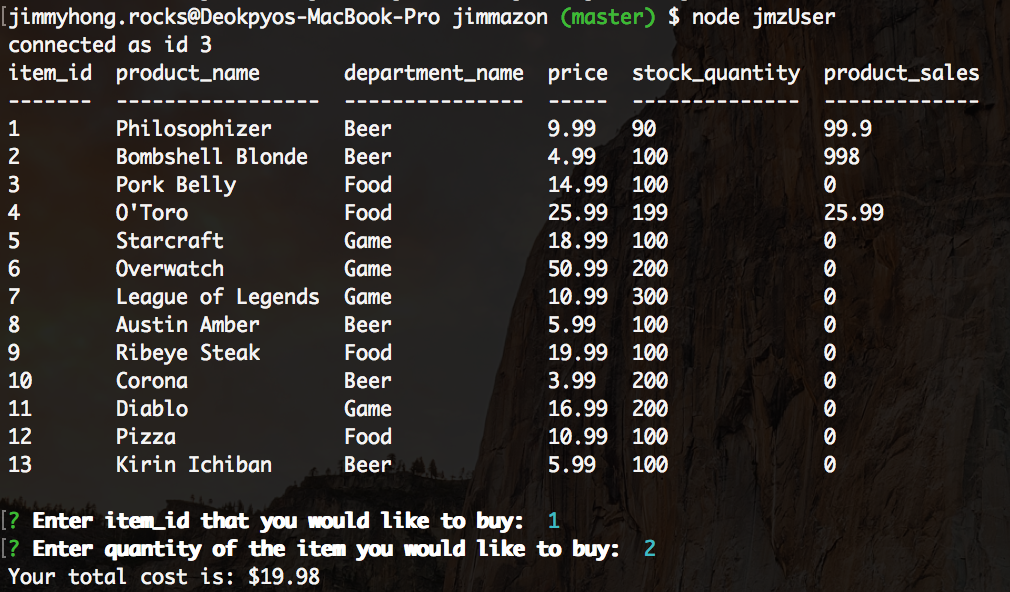 [jimmyhong.rocks@Deokpyos-MacBook-Pro jimmazon (master) $ node jmzUser
connected as id 3
item_id  product_name       department_name  price  stock_quantity  product_sales
-------  -----------------  ---------------  -----  --------------  -------------
1        Philosophizer      Beer             9.99   90              99.9
2        Bombshell Blonde   Beer             4.99   100             998
3        Pork Belly         Food             14.99  100             0
4        O'Toro             Food             25.99  199             25.99
5        Starcraft          Game             18.99  100             0
6        Overwatch          Game             50.99  200             0
7        League of Legends  Game             10.99  300             0
8        Austin Amber       Beer             5.99   100             0
9        Ribeye Steak       Food             19.99  100             0
10       Corona             Beer             3.99   200             0
11       Diablo             Game             16.99  200             0
12       Pizza              Food             10.99  100             0
13       Kirin Ichiban      Beer             5.99   100             0
[? Enter item_id that you would like to buy:  1
[? Enter quantity of the item you would like to buy:  2
Your total cost is: $19.98